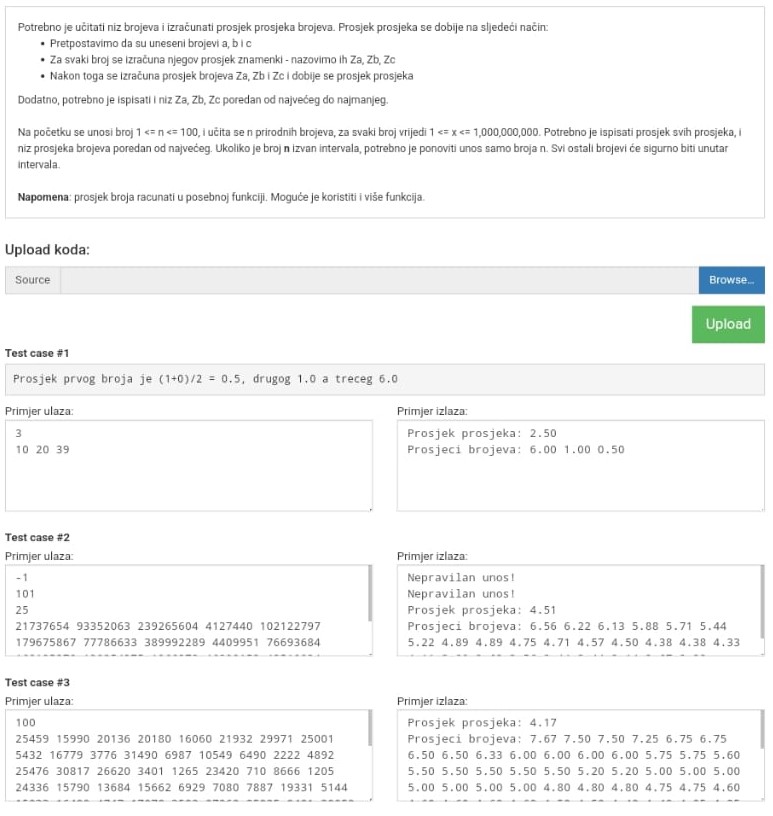 Potrebno je učitati niz brojeva i izračunati prosjek prosjeka brojeva. Prosjek prosjeka se dobije na sljedeći način:
• Pretpostavimo da su uneseni brojevi a, b i c
• Za svaki broj se izračuna njegov prosjek znamenki - nazovimo ih Za, Zb, Zc
• Nakon toga se izračuna prosjek brojeva Za, Zb i Zc i dobije se prosjek prosjeka
Dodatno, potrebno je ispisati i niz Za, Zb, Zc poredan od najvećeg do najmanjeg.
Na početku se unosi broj 1 <= n <= 100, i učita se n prirodnih brojeva, za svaki broj vrijedi 1 <= x <= 1,000,000,000. Potrebno je ispisati prosjek svih prosjeka, i
niz prosjeka brojeva poredan od najvećeg. Ukoliko je broj n izvan intervala, potrebno je ponoviti unos samo broja n. Svi ostali brojevi će sigurno biti unutar
intervala.
Napomena: prosjek broja racunati u posebnoj funkciji. Moguće je koristiti i više funkcija.
Upload koda:
Source
Browse...
Upload
Test case #1
Prosjek prvog broja je (1+0)/2 = 0.5, drugog 1.0 a treceg 6.0
Primjer ulaza:
3
10 20 39
Primjer izlaza:
Prosjek prosjeka: 2.50
Prosjeci brojeva: 6.00 1.00 0.50
Test case #2
Primjer ulaza:
-1
101
25
21737654 93352063 239265604 4127440 102122797
179675867 77786633 389992289 4409951 76693684
Primjer izlaza:
Nepravilan unos!
Nepravilan unos!
Prosjek prosjeka: 4.51
Prosjeci brojeva: 6.56 6.22 6.13 5.88 5.71 5.44
5.22 4.89 4.89 4.75 4.71 4.57 4.50 4.38 4.38 4.33
Test case #3
Primjer ulaza:
100
25459 15990 20136 20180 16060 21932 29971 25001
5432 16779 3776 31490 6987 10549 6490 2222 4892
25476 30817 26620 3401 1265 23420 710 8666 1205
24336 15790 13684 15662 6929 7080 7887 19331 5144
Primjer izlaza:
Prosjek prosjeka: 4.17
Prosjeci brojeva: 7.67 7.50 7.50 7.25 6.75 6.75
6.50 6.50 6.33 6.00 6.00 6.00 6.00 5.75 5.75 5.60
5.50 5.50 5.50 5.50 5.50 5.20 5.20 5.00 5.00 5.00
5.00 5.00 5.00 5.00 4.80 4.80 4.80 4.75 4.75 4.60